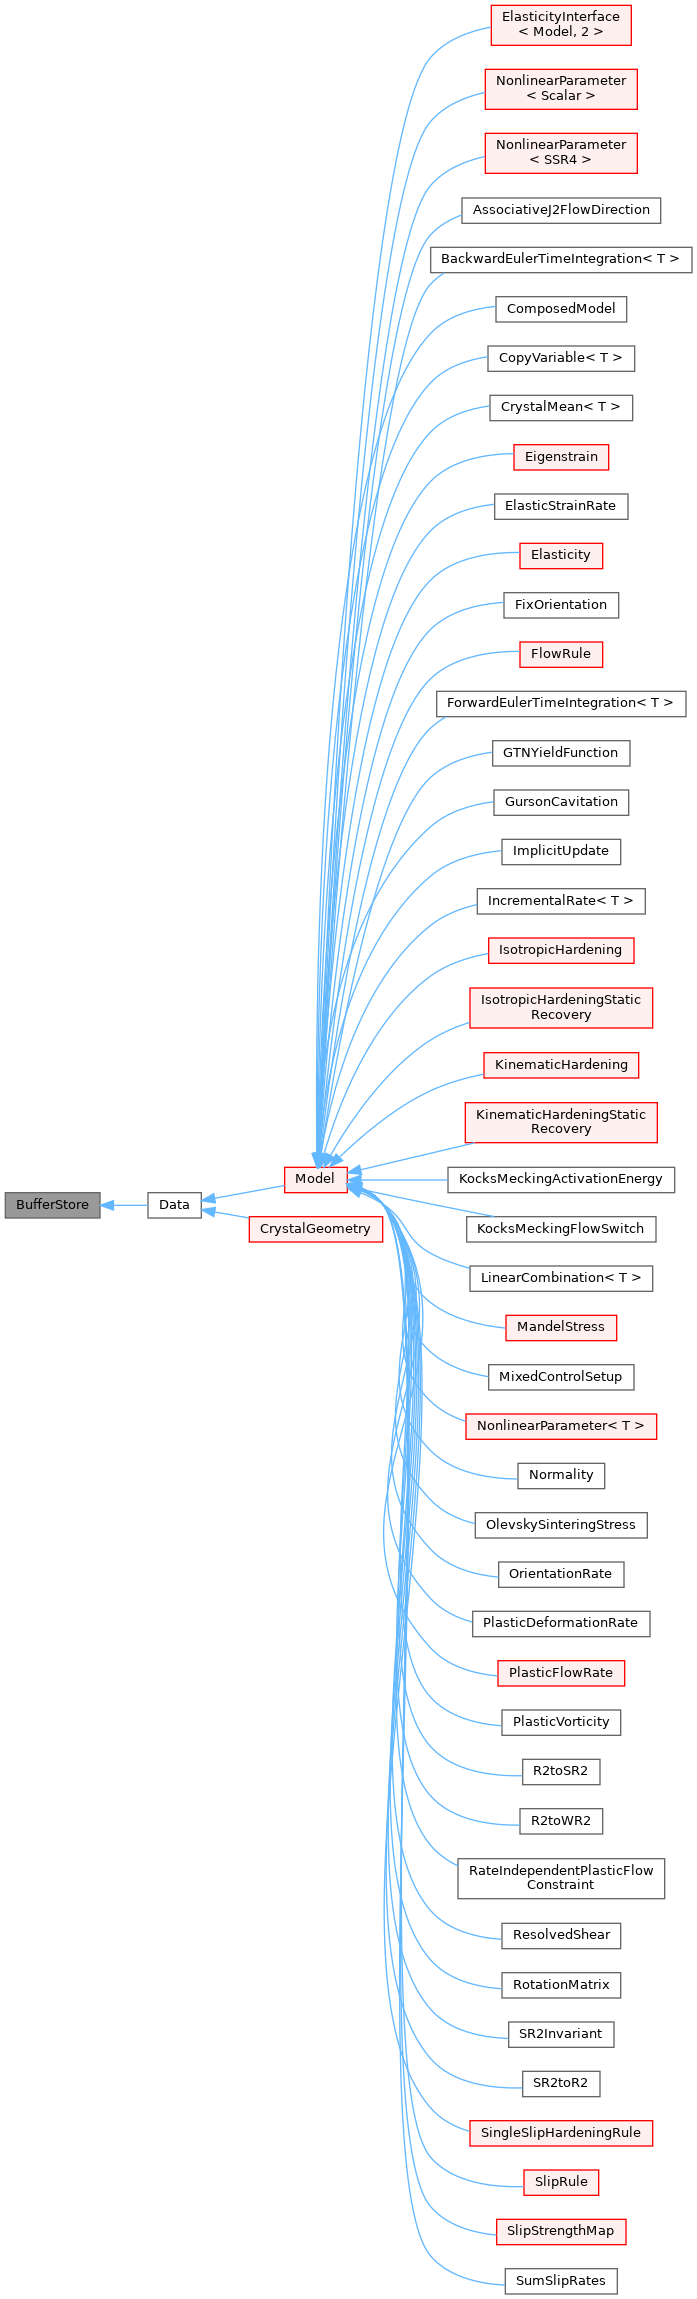 ElasticityInterface
< Model, 2 >
NonlinearParameter
< Scalar >
NonlinearParameter
< SSR4 >
AssociativeJ2FlowDirection
BackwardEulerTimeIntegration< T >
ComposedModel
CopyVariable< T >
CrystalMean< T >
Eigenstrain
ElasticStrainRate
Elasticity
FixOrientation
FlowRule
ForwardEulerTimeIntegration< T >
GTNYieldFunction
GursonCavitation
ImplicitUpdate
IncrementalRate< T >
IsotropicHardening
IsotropicHardeningStatic
Recovery
KinematicHardening
KinematicHardeningStatic
Recovery
Model
KocksMeckingActivationEnergy
BufferStore
Data
CrystalGeometry
KocksMeckingFlowSwitch
LinearCombination< T >
MandelStress
MixedControlSetup
NonlinearParameter< T >
Normality
OlevskySinteringStress
OrientationRate
PlasticDeformationRate
PlasticFlowRate
PlasticVorticity
R2toSR2
R2toWR2
RateIndependentPlasticFlow
Constraint
ResolvedShear
RotationMatrix
SR2Invariant
SR2toR2
SingleSlipHardeningRule
SlipRule
SlipStrengthMap
SumSlipRates